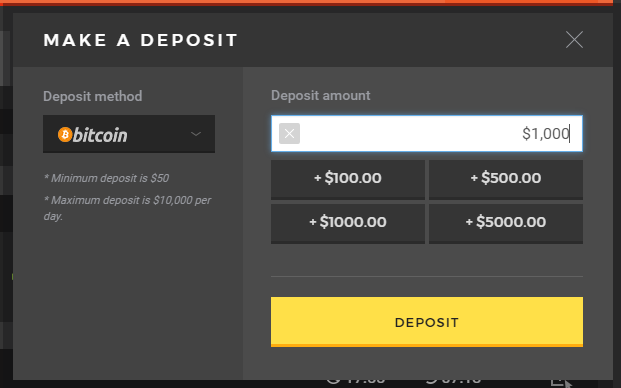 MAKE A DEPOSIT
Deposit method
bitcoin
* Minimum deposit is $50
* Maximum deposit is $10,000 per
day.
Deposit amount
$1,000
+ $100.00
+ $500.00
+ $1000.00
+ $5000.00
DEPOSIT